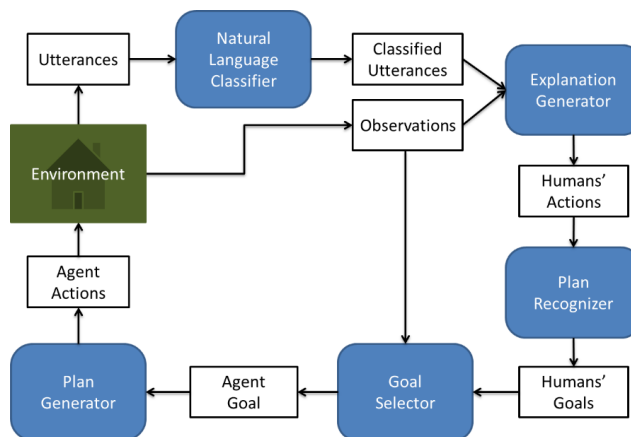 Utterances
Natural
Language
Classifier
Classified
Utterances
Explanation
Generator
Observations
Environment
Humans'
Actions
Agent
Actions
Plan
Recognizer
Plan
Generator
Agent
Goal
Goal
Selector
Humans'
Goals